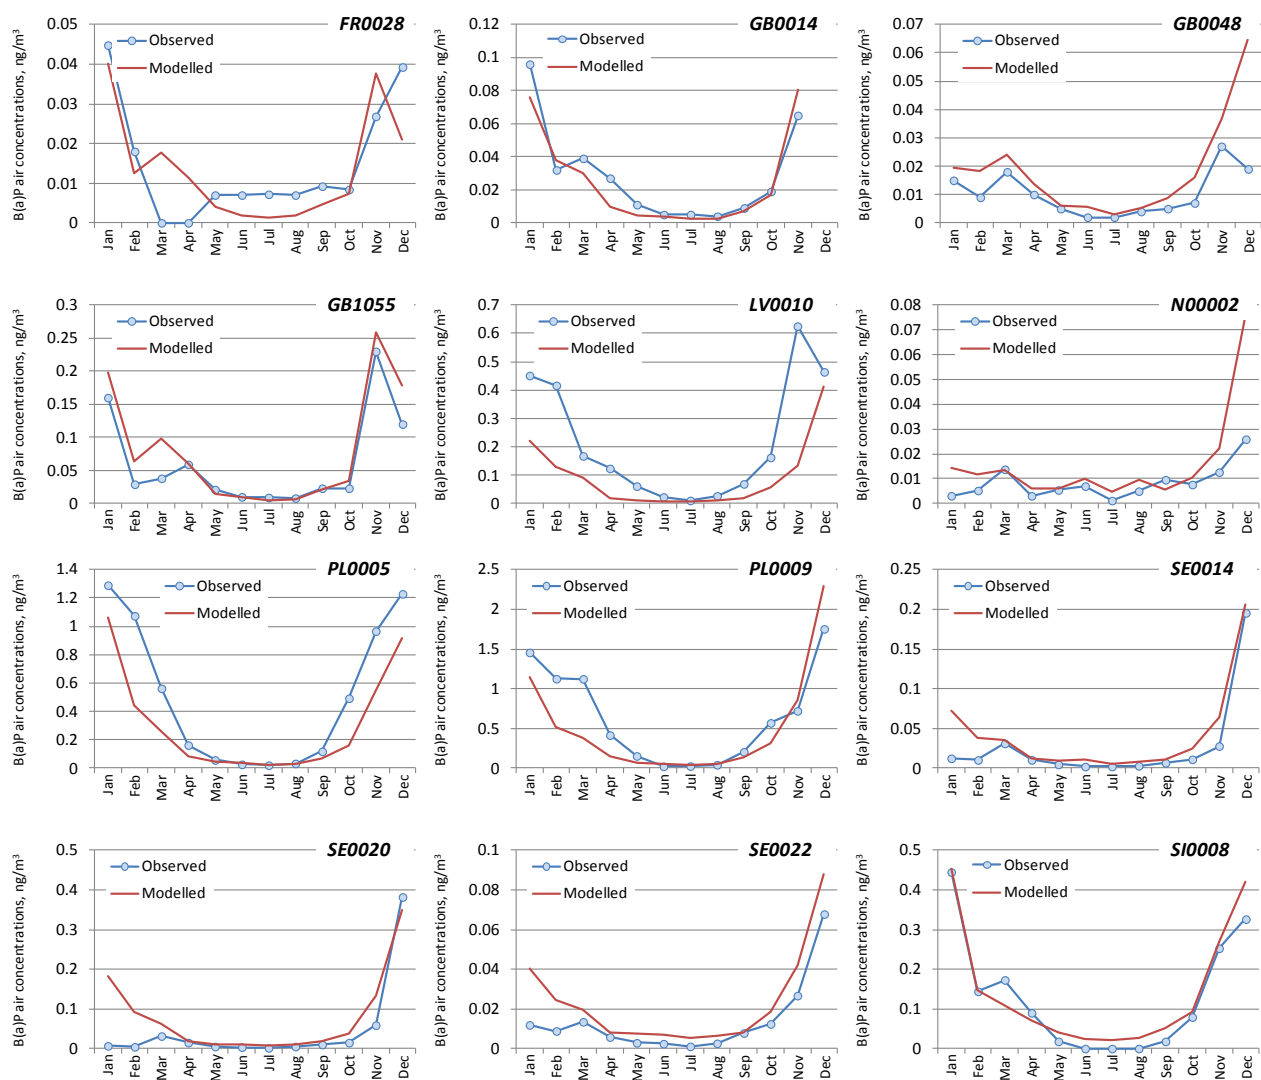 FR0028
B(a)P air concentrations, ng/m³
Observed
Modelled
0.05
0.04
0.03
0.02
0.01
0
Jan Feb Mar Apr May Jun Jul Aug Sep Oct Nov Dec
GB0014
B(a)P air concentrations, ng/m³
Observed
Modelled
0.12
0.1
0.08
0.06
0.04
0.02
0
Jan Feb Mar Apr May Jun Jul Aug Sep Oct Nov Dec
GB0048
B(a)P air concentrations, ng/m³
Observed
Modelled
0.07
0.06
0.05
0.04
0.03
0.02
0.01
0
Jan Feb Mar Apr May Jun Jul Aug Sep Oct Nov Dec
GB1055
B(a)P air concentrations, ng/m³
Observed
Modelled
0.3
0.25
0.2
0.15
0.1
0.05
0
Jan Feb Mar Apr May Jun Jul Aug Sep Oct Nov Dec
LV0010
B(a)P air concentrations, ng/m³
Observed
Modelled
0.7
0.6
0.5
0.4
0.3
0.2
0.1
0
Jan Feb Mar Apr May Jun Jul Aug Sep Oct Nov Dec
NO0002
B(a)P air concentrations, ng/m³
Observed
Modelled
0.08
0.07
0.06
0.05
0.04
0.03
0.02
0.01
0
Jan Feb Mar Apr May Jun Jul Aug Sep Oct Nov Dec
PL0005
B(a)P air concentrations, ng/m³
Observed
Modelled
1.4
1.2
1
0.8
0.6
0.4
0.2
0
Jan Feb Mar Apr May Jun Jul Aug Sep Oct Nov Dec
PL0009
B(a)P air concentrations, ng/m³
Observed
Modelled
2.5
2
1.5
1
0.5
0
Jan Feb Mar Apr May Jun Jul Aug Sep Oct Nov Dec
SE0014
B(a)P air concentrations, ng/m³
Observed
Modelled
0.25
0.2
0.15
0.1
0.05
0
Jan Feb Mar Apr May Jun Jul Aug Sep Oct Nov Dec
SE0020
B(a)P air concentrations, ng/m³
Observed
Modelled
0.5
0.4
0.3
0.2
0.1
0
Jan Feb Mar Apr May Jun Jul Aug Sep Oct Nov Dec
SE0022
B(a)P air concentrations, ng/m³
Observed
Modelled
0.1
0.08
0.06
0.04
0.02
0
Jan Feb Mar Apr May Jun Jul Aug Sep Oct Nov Dec
SI0008
B(a)P air concentrations, ng/m³
Observed
Modelled
0.5
0.4
0.3
0.2
0.1
0
Jan Feb Mar Apr May Jun Jul Aug Sep Oct Nov Dec